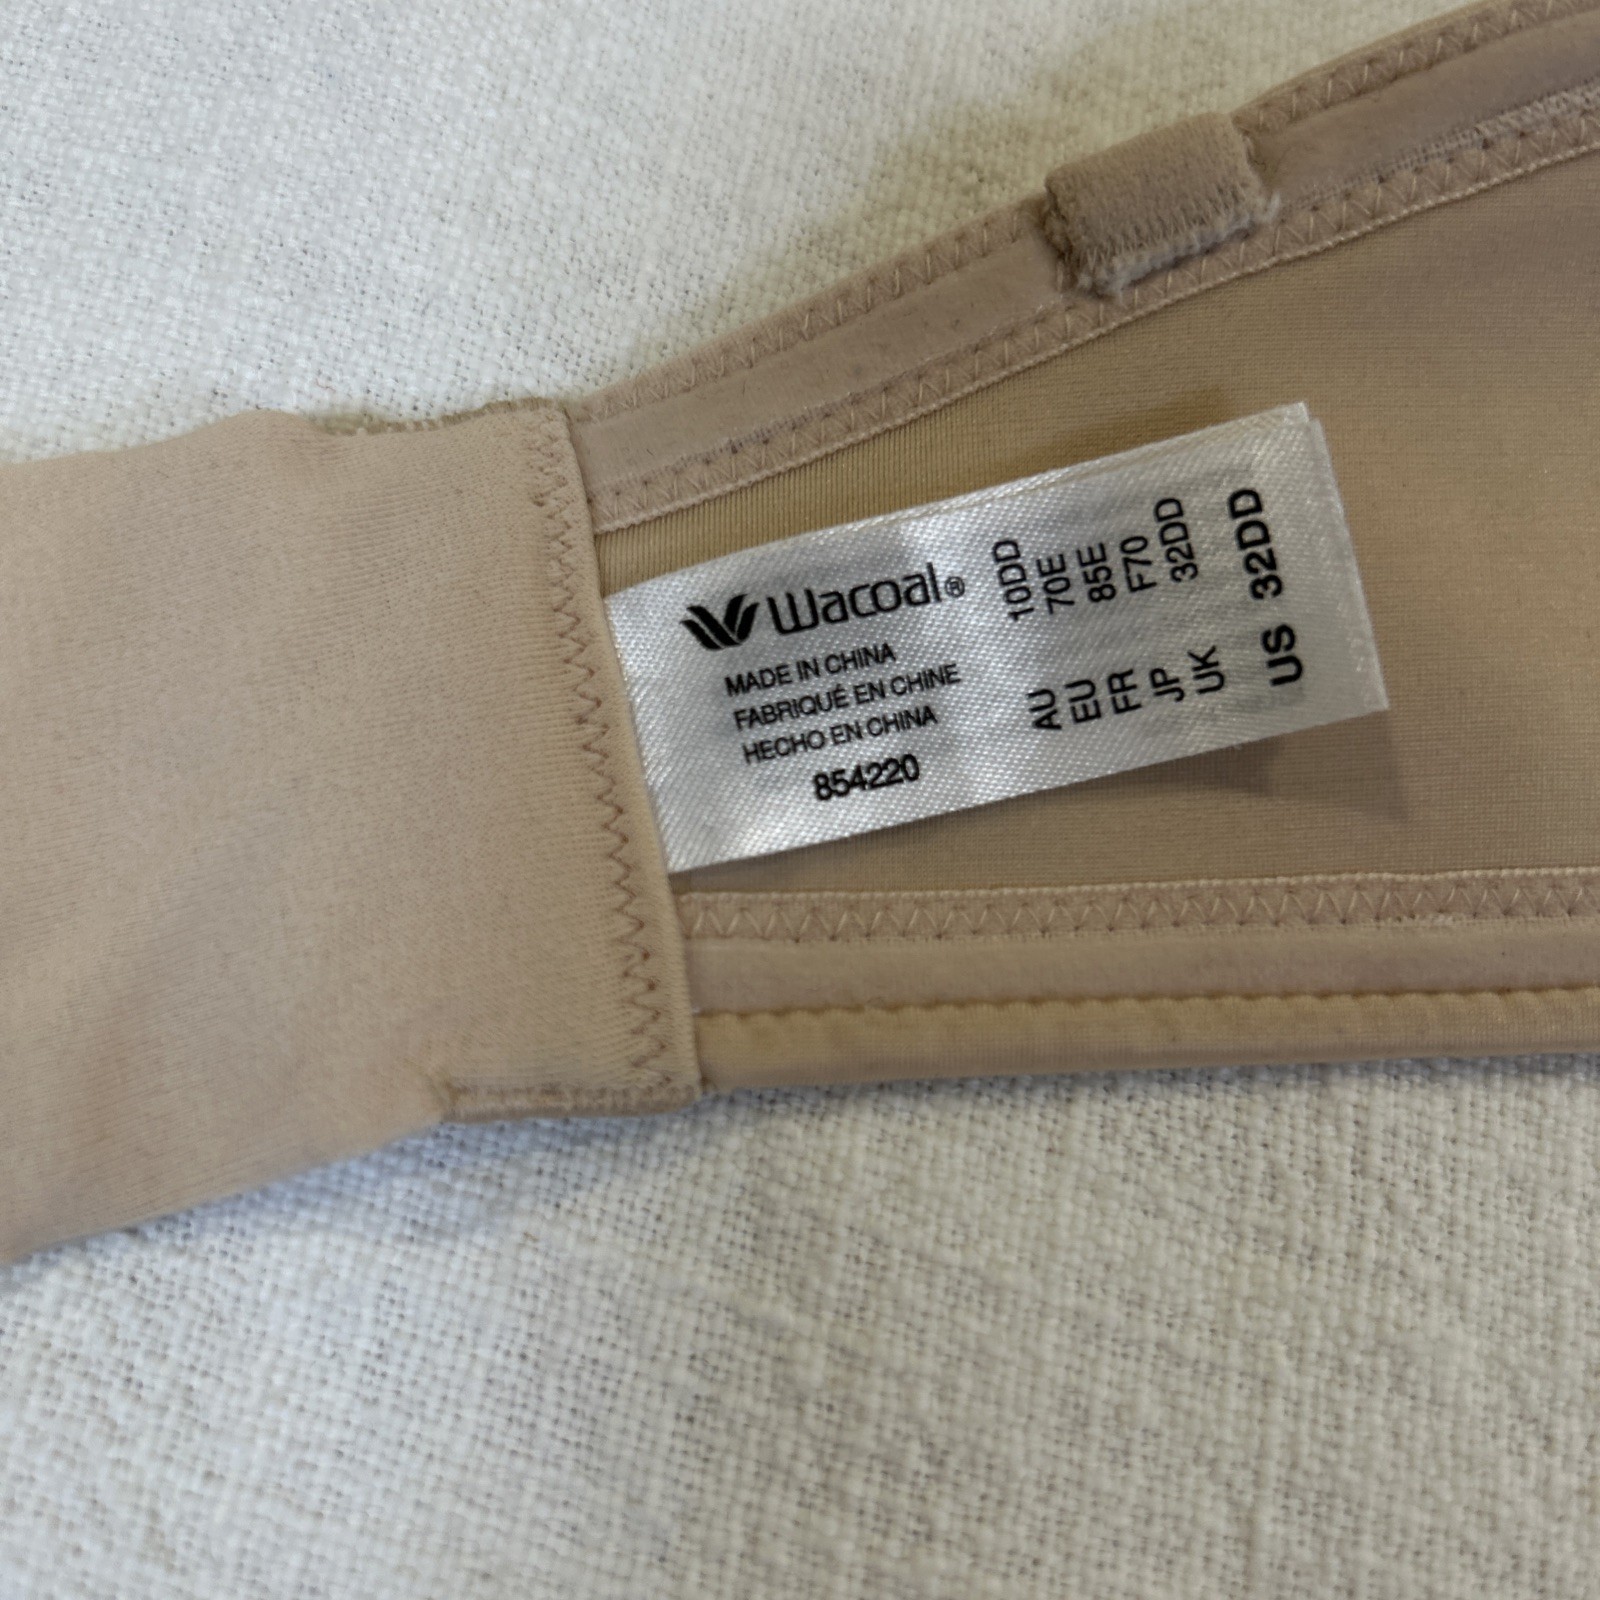 Wacoal®
MADE IN CHINA
FABRIQUÉ EN CHINE
HECHO EN CHINA
854220
AU 10DD
EU 70E
FR 85E
JP F70
UK 32DD
US 32DD